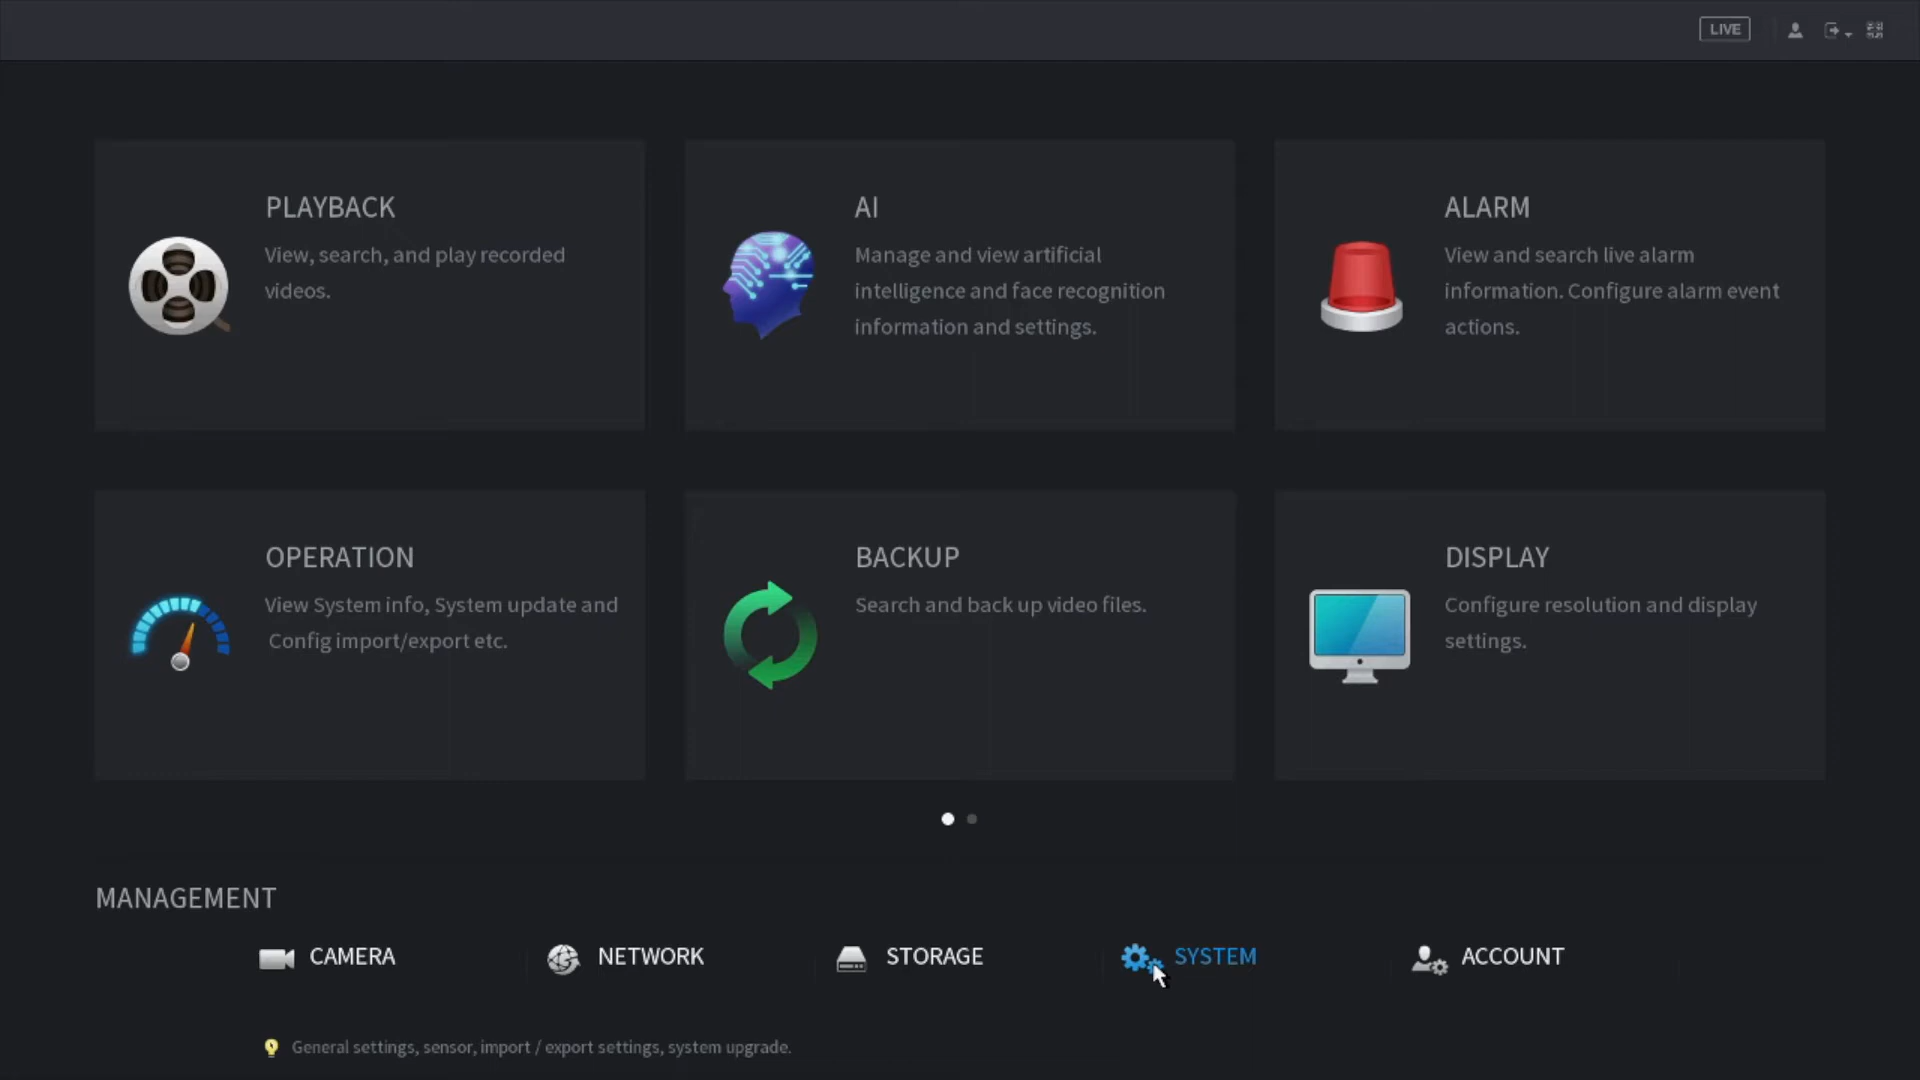 LIVE
PLAYBACK
View, search, and play recorded
videos.
AI
Manage and view artificial
intelligence and face recognition
information and settings.
ALARM
View and search live alarm
information. Configure alarm event
actions.
OPERATION
View System info, System update and
Config import/export etc.
BACKUP
Search and back up video files.
DISPLAY
Configure resolution and display
settings.
MANAGEMENT
CAMERA
NETWORK
STORAGE
SYSTEM
ACCOUNT
General settings, sensor, import / export settings, system upgrade.